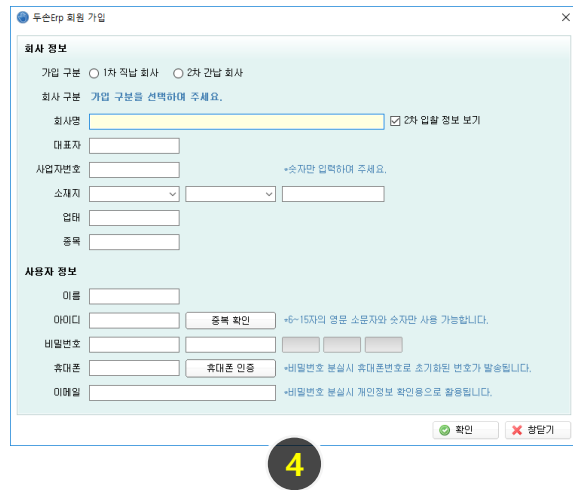 두손Erp 회원 가입
회사 정보
가입 구분 1차 직납 회사 2차 간납 회사
회사 구분 가입 구분을 선택하여 주세요.
회사명 2차 입찰 정보 보기
대표자
사업자번호 *숫자만 입력하여 주세요.
소재지
업태
종목
사용자 정보
이름
아이디 중복 확인 *6~15자의 영문 소문자와 숫자만 사용 가능합니다.
비밀번호
휴대폰 휴대폰 인증 *비밀번호 분실시 휴대폰번호로 초기화된 번호가 발송됩니다.
이메일 *비밀번호 분실시 개인정보 확인용으로 활용됩니다.
확인 창닫기
4